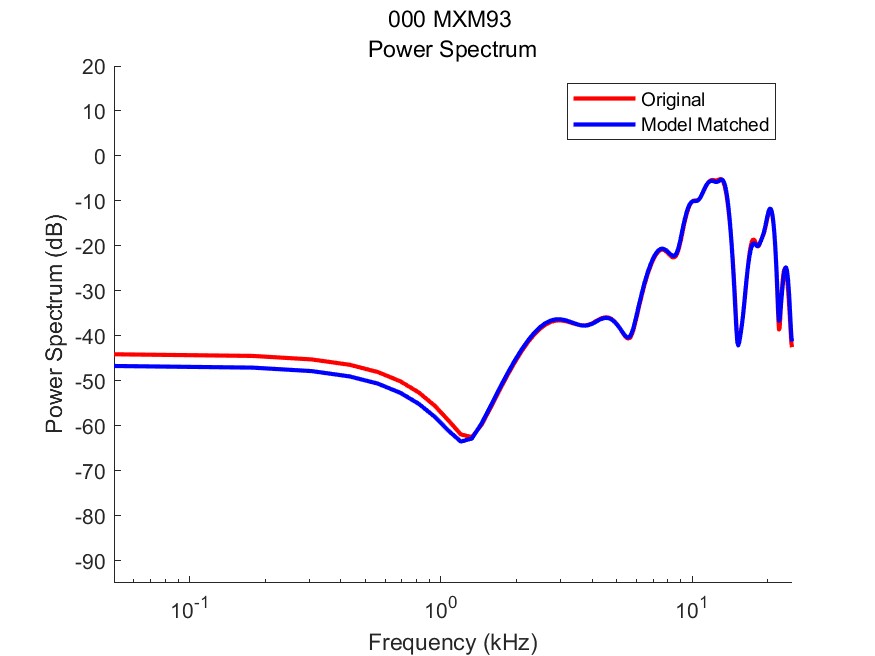 000 MXM93
Power Spectrum
20
10
0
-10
-20
-30
-40
-50
-60
-70
-80
-90
Power Spectrum (dB)
Original
Model Matched
10^-1
10^0
10^1
Frequency (kHz)